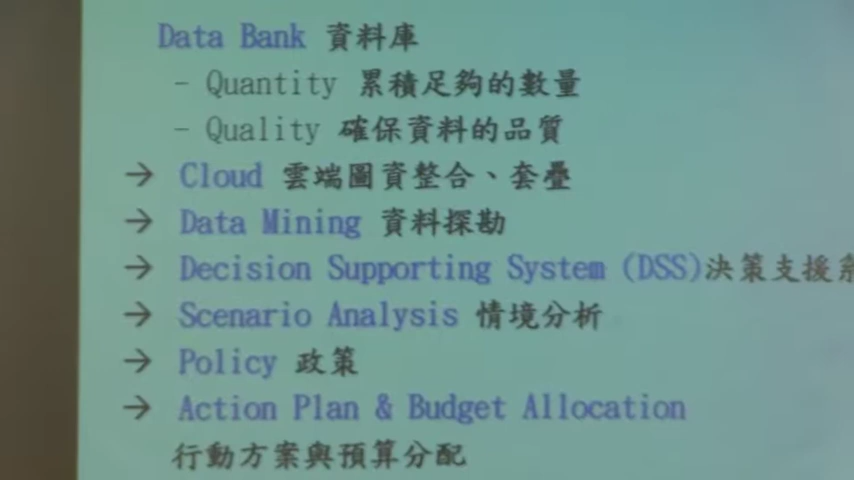 Data Bank 資料庫
- Quantity 累積足夠的數量
- Quality 確保資料的品質
→ Cloud 雲端圖資整合、套疊
→ Data Mining 資料探勘
→ Decision Supporting System (DSS)決策支援系
→ Scenario Analysis 情境分析
→ Policy 政策
→ Action Plan & Budget Allocation
行動方案與預算分配